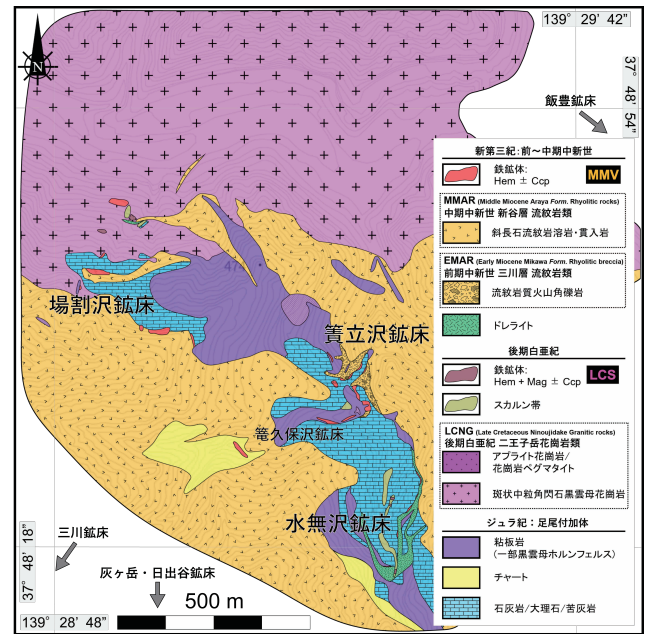 139° 29' 42"
37° 48' 54"
N
飯豊鉱床
新第三紀：前～中期中新世
鉄鉱体：
Hem ± Ccp
MMV
MMAR (Middle Miocene Araya Form. Rhyolitic rocks)
中期中新世 新谷層 流紋岩類
斜長石流紋岩溶岩・貫入岩
EMAR (Early Miocene Mikawa Form. Rhyolitic breccia)
前期中新世 三川層 流紋岩類
流紋岩質火山角礫岩
ドレライト
後期白亜紀
鉄鉱体：
Hem + Mag ± Ccp
LCS
スカルン帯
LCNG (Late Cretaceous Ninoujidake Granitic rocks)
後期白亜紀 二王子岳花崗岩類
アプライト花崗岩/
花崗岩ペグマタイト
斑状中粒角閃石黒雲母花崗岩
ジュラ紀：足尾付加体
粘板岩
（一部黒雲母ホルンフェルス）
チャート
石灰岩/大理石/苦灰岩
場割沢鉱床
簀立沢鉱床
篭久保沢鉱床
水無沢鉱床
三川鉱床
灰ヶ岳・日出谷鉱床
500 m
37° 48' 18"
139° 28' 48"